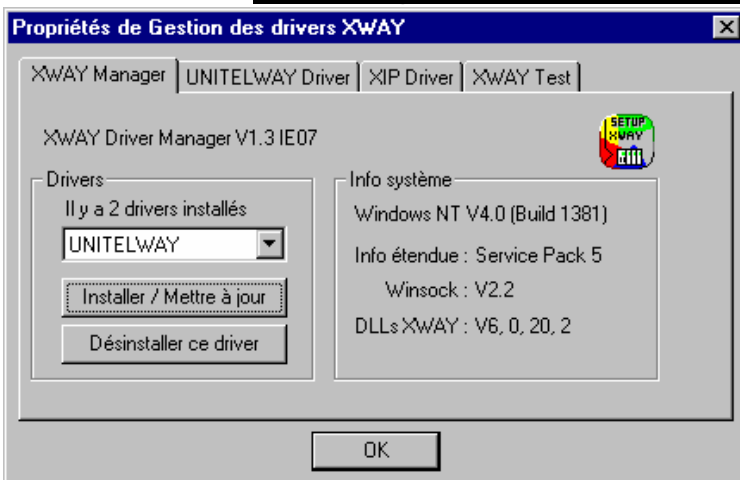 Propriétés de Gestion des drivers XWAY
XWAY Manager
UNITELWAY Driver
XIP Driver
XWAY Test
XWAY Driver Manager V1.3 IE07
SETUP
XWAY
Drivers
Il y a 2 drivers installés
UNITELWAY
Installer / Mettre à jour
Désinstaller ce driver
Info système
Windows NT V4.0 (Build 1381)
Info étendue : Service Pack 5
Winsock : V2.2
DLLs XWAY : V6, 0, 20, 2
OK